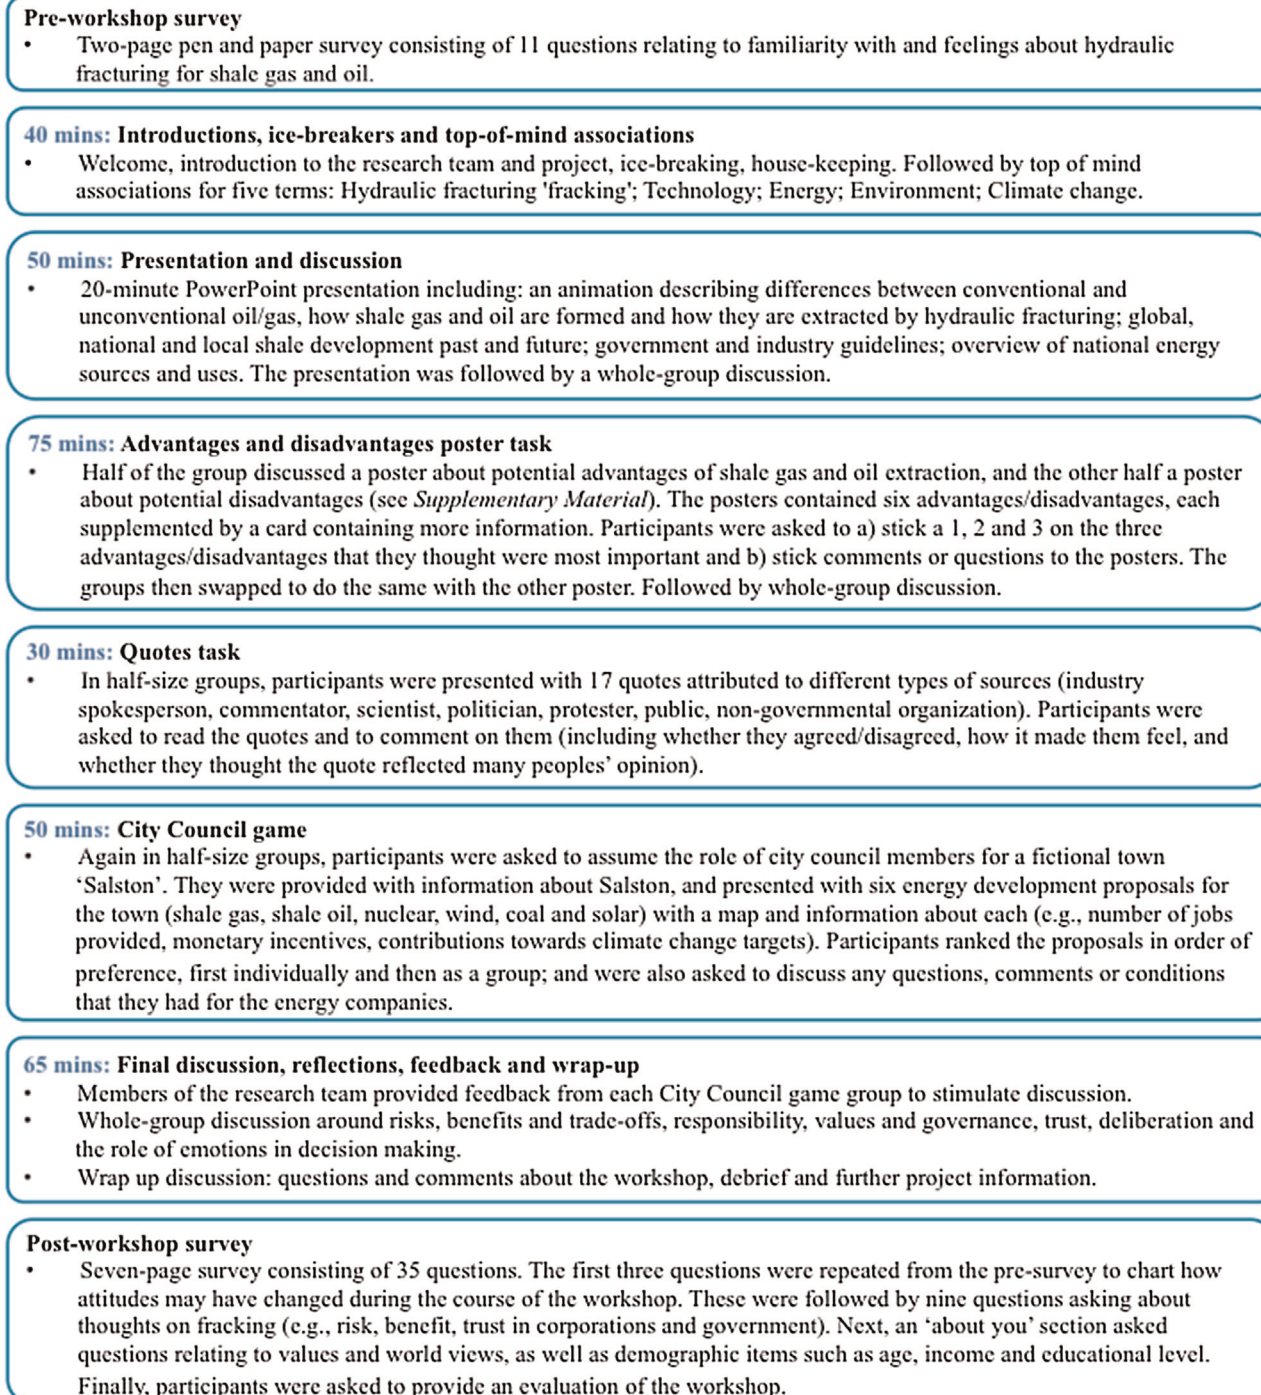 Pre-workshop survey
• Two-page pen and paper survey consisting of 11 questions relating to familiarity with and feelings about hydraulic
fracturing for shale gas and oil.
40 mins: Introductions, ice-breakers and top-of-mind associations
• Welcome, introduction to the research team and project, ice-breaking, house-keeping. Followed by top of mind
associations for five terms: Hydraulic fracturing 'fracking'; Technology; Energy; Environment; Climate change.
50 mins: Presentation and discussion
• 20-minute PowerPoint presentation including: an animation describing differences between conventional and
unconventional oil/gas, how shale gas and oil are formed and how they are extracted by hydraulic fracturing; global,
national and local shale development past and future; government and industry guidelines; overview of national energy
sources and uses. The presentation was followed by a whole-group discussion.
75 mins: Advantages and disadvantages poster task
• Half of the group discussed a poster about potential advantages of shale gas and oil extraction, and the other half a poster
about potential disadvantages (see Supplementary Material). The posters contained six advantages/disadvantages, each
supplemented by a card containing more information. Participants were asked to a) stick a 1, 2 and 3 on the three
advantages/disadvantages that they thought were most important and b) stick comments or questions to the posters. The
groups then swapped to do the same with the other poster. Followed by whole-group discussion.
30 mins: Quotes task
• In half-size groups, participants were presented with 17 quotes attributed to different types of sources (industry
spokesperson, commentator, scientist, politician, protester, public, non-governmental organization). Participants were
asked to read the quotes and to comment on them (including whether they agreed/disagreed, how it made them feel, and
whether they thought the quote reflected many peoples' opinion).
50 mins: City Council game
• Again in half-size groups, participants were asked to assume the role of city council members for a fictional town
‘Salston’. They were provided with information about Salston, and presented with six energy development proposals for
the town (shale gas, shale oil, nuclear, wind, coal and solar) with a map and information about each (e.g., number of jobs
provided, monetary incentives, contributions towards climate change targets). Participants ranked the proposals in order of
preference, first individually and then as a group; and were also asked to discuss any questions, comments or conditions
that they had for the energy companies.
65 mins: Final discussion, reflections, feedback and wrap-up
• Members of the research team provided feedback from each City Council game group to stimulate discussion.
• Whole-group discussion around risks, benefits and trade-offs, responsibility, values and governance, trust, deliberation and
the role of emotions in decision making.
• Wrap up discussion: questions and comments about the workshop, debrief and further project information.
Post-workshop survey
• Seven-page survey consisting of 35 questions. The first three questions were repeated from the pre-survey to chart how
attitudes may have changed during the course of the workshop. These were followed by nine questions asking about
thoughts on fracking (e.g., risk, benefit, trust in corporations and government). Next, an ‘about you’ section asked
questions relating to values and world views, as well as demographic items such as age, income and educational level.
Finally, participants were asked to provide an evaluation of the workshop.